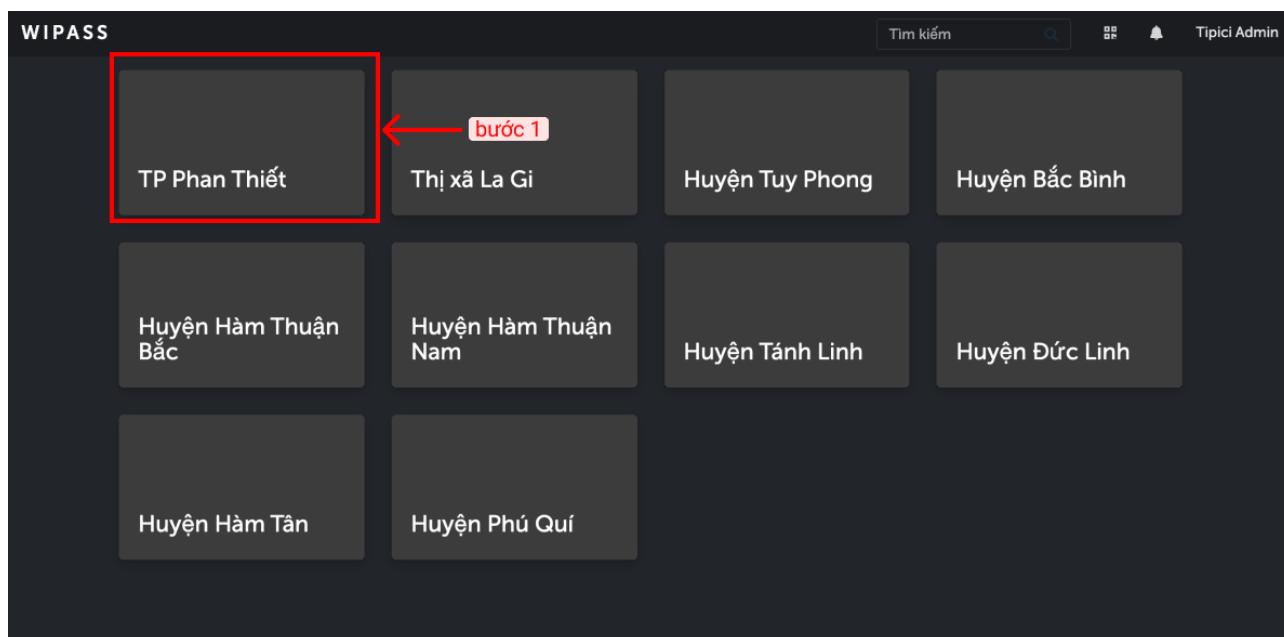 WIPASS
Tìm kiếm
Tipici Admin
bước 1
TP Phan Thiết
Thị xã La Gi
Huyện Tuy Phong
Huyện Bắc Bình
Huyện Hàm Thuận
Bắc
Huyện Hàm Thuận
Nam
Huyện Tánh Linh
Huyện Đức Linh
Huyện Hàm Tân
Huyện Phú Quí